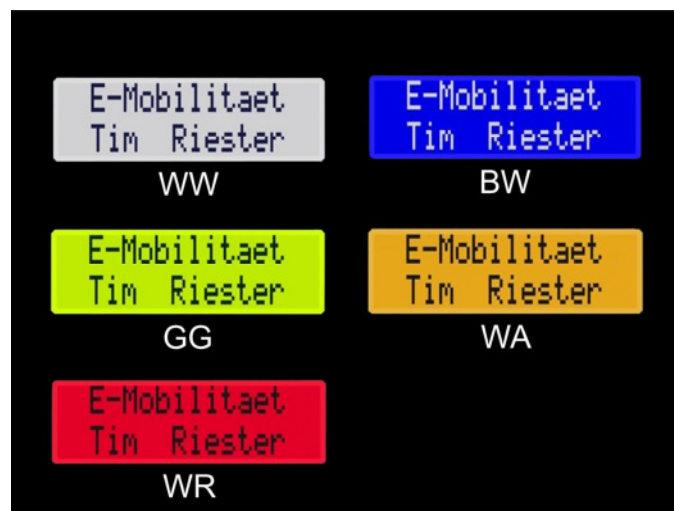 E-Mobilitaet
Tim Riester
WW
E-Mobilitaet
Tim Riester
BW
E-Mobilitaet
Tim Riester
GG
E-Mobilitaet
Tim Riester
WA
E-Mobilitaet
Tim Riester
WR